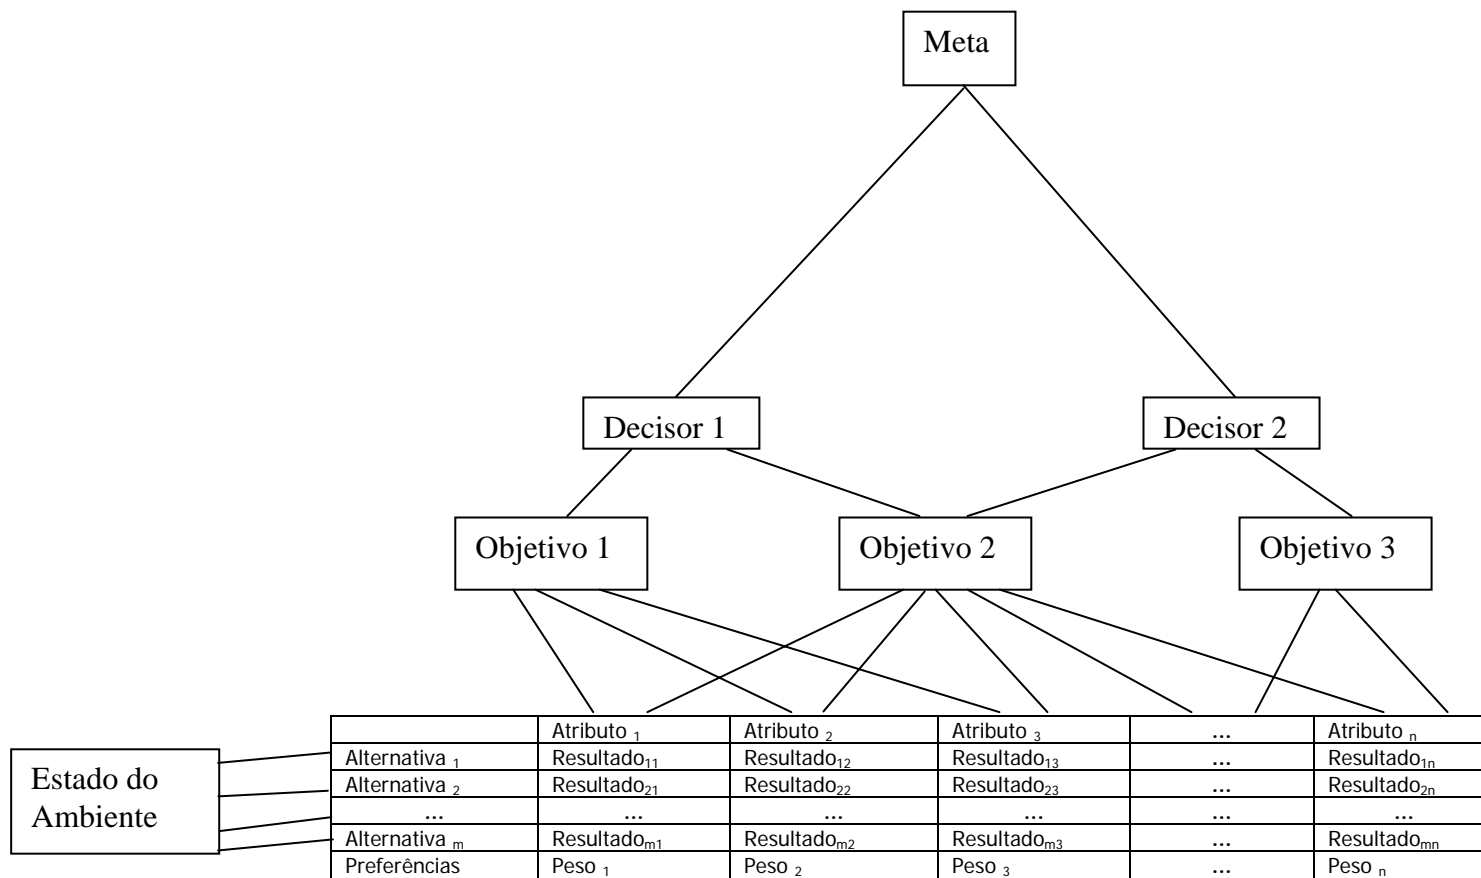 Meta
Decisor 1 Decisor 2
Objetivo 1 Objetivo 2 Objetivo 3
Atributo 1 Atributo 2 Atributo 3 ... Atributo n
Estado do
Ambiente
Alternativa 1 Resultado11 Resultado12 Resultado13 ... Resultado1n
Alternativa 2 Resultado21 Resultado22 Resultado23 ... Resultado2n
... ... ... ... ... ...
Alternativa m Resultadom1 Resultadom2 Resultadom3 ... Resultadomn
Preferências Peso 1 Peso 2 Peso 3 ... Peso n